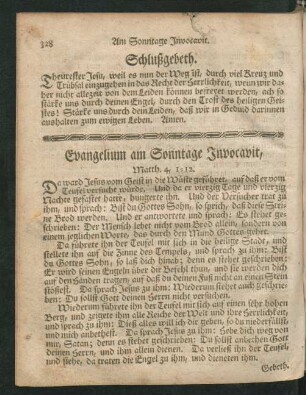 328 Am Sonntage Invocavit.
Schlußgebeth.
Theurester Jesu, weil es nun der Weg ist, durch viel Kreuz und
Trübsal einzugehen in das Recht der Herrlichkeit, wenn wir das
her nicht allezeit von dem Leiden können befreyet werden, ach so
stärke uns durch deinen Engel, durch den Trost des heiligen Geis
stes! Stärke uns durch dein Leiden, daß wir in Geduld darinnen
aushalten zum ewigen Leben. Amen.
Evangelium am Sonntage Invocavit,
Matth. 4, 1:12.
Da ward Jesus vom Geist in die Wüste geführet, auf daß er vom
Teufel versucht würde. Und da er vierzig Tage und vierzig
Nächte gefastet hatte, hungerte ihn. Und der Versucher trat zu
ihm, und sprach: Bist du Gottes Sohn, so sprich, daß diese Stei
ne Brod werden. Und er antwortete und sprach: Es stehet ge
schrieben: Der Mensch lebet nicht vom Brod allein, sondern von
einem jeglichen Worte, das durch den Mund Gottes gehet.
Da führete ihn der Teufel mit sich in die heilige Stadt, und
stellete ihn auf die Zinne des Tempels, und sprach zu ihm: Bist
du Gottes Sohn, so laß dich hinab; denn es stehet geschrieben:
Er wird seinen Engeln über dir Befehl thun, und sie werden dich
auf den Händen tragen, auf daß du deinen Fuß nicht an einen Stein
stößest. Da sprach Jesus zu ihm: Wiederum stehet auch geschrie
ben: Du sollst Gott deinen Herrn nicht versuchen.
Wiederum führete ihn der Teufel mit sich auf einen sehr hohen
Berg, und zeigete ihm alle Reiche der Welt und ihre Herrlichkeit,
und sprach zu ihm: Dieß alles will ich dir geben, so du niederfällest
und mich anbetest. Da sprach Jesus zu ihm: Hebe dich weg von
mir, Satan; denn es stehet geschrieben: Du sollst anbethen Gott
deinen Herrn, und ihm allein dienen. Da verließ ihn der Teufel,
und siehe, da traten die Engel zu ihm, und dieneten ihm.
Gebeth.